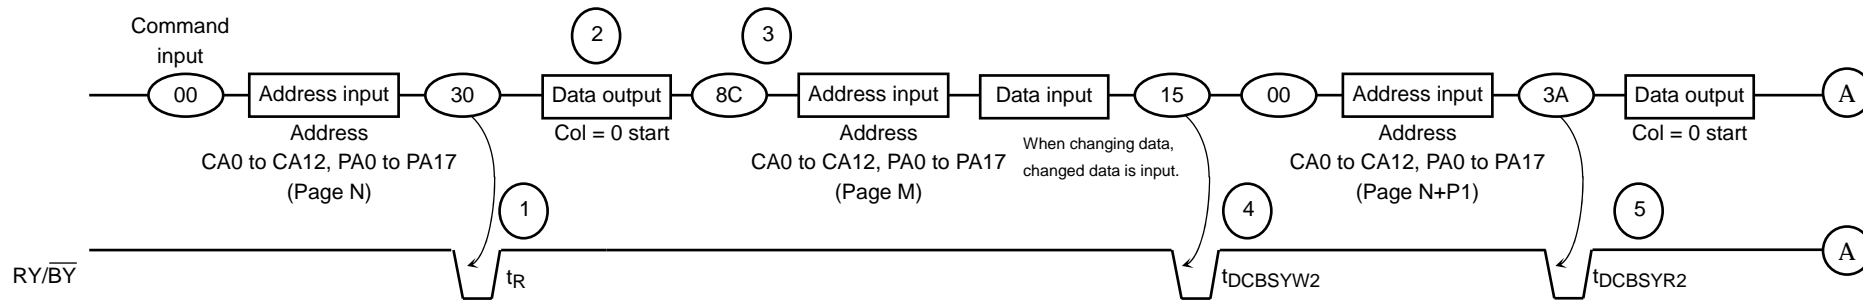 Command
input
2
3
00
Address input
30
Data output
8C
Address input
Data input
15
00
Address input
3A
Data output
A
Address
CA0 to CA12, PA0 to PA17
(Page N)
Col = 0 start
Address
CA0 to CA12, PA0 to PA17
(Page M)
When changing data,
changed data is input.
Address
CA0 to CA12, PA0 to PA17
(Page N+P1)
Col = 0 start
1
4
5
RY/BY
tR
tDCBSYW2
tDCBSYR2
A